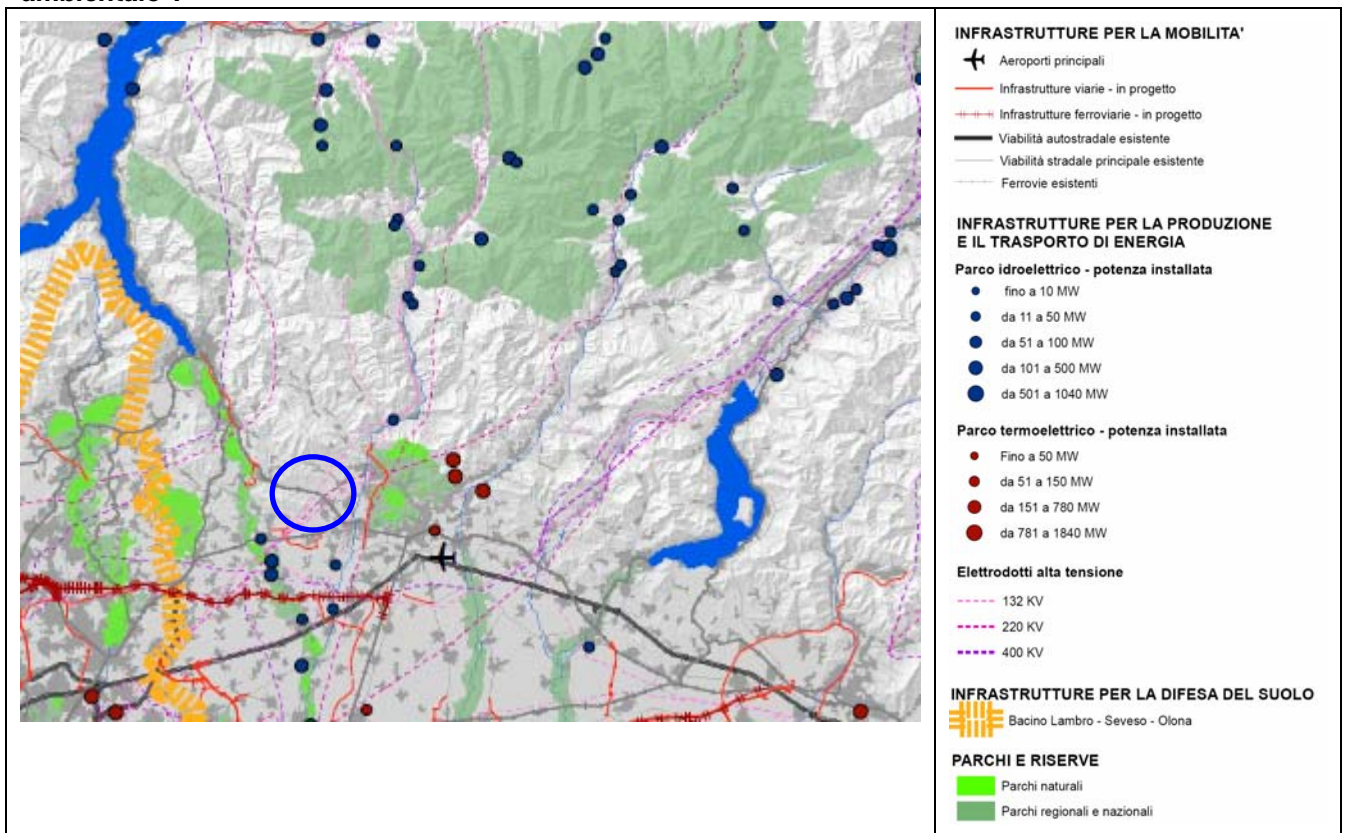 INFRASTRUTTURE PER LA MOBILITA'
Aeroporti principali
Infrastrutture viarie - in progetto
Infrastrutture ferroviarie - in progetto
Viabilità autostradale esistente
Viabilità stradale principale esistente
Ferrovie esistenti
INFRASTRUTTURE PER LA PRODUZIONE
E IL TRASPORTO DI ENERGIA
Parco idroelettrico - potenza installata
fino a 10 MW
da 11 a 50 MW
da 51 a 100 MW
da 101 a 500 MW
da 501 a 1040 MW
Parco termoelettrico - potenza installata
Fino a 50 MW
da 51 a 150 MW
da 151 a 780 MW
da 781 a 1840 MW
Elettrodotti alta tensione
132 KV
220 KV
400 KV
INFRASTRUTTURE PER LA DIFESA DEL SUOLO
Bacino Lambro - Seveso - Olona
PARCHI E RISERVE
Parchi naturali
Parchi regionali e nazionali